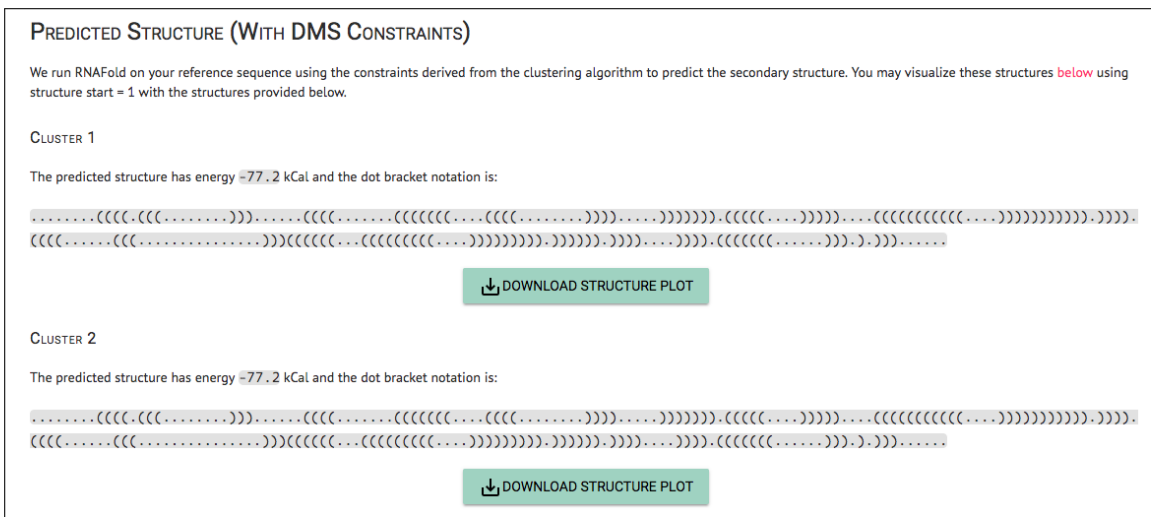 PREDICTED STRUCTURE (WITH DMS CONSTRAINTS)
We run RNAFold on your reference sequence using the constraints derived from the clustering algorithm to predict the secondary structure. You may visualize these structures below using
structure start = 1 with the structures provided below.
CLUSTER 1
The predicted structure has energy -77.2 kCal and the dot bracket notation is:
........((((.(((........)))......((((.......(((((((....((((........)))).....))))))).(((((....)))))....(((((((((((....))))))))))).)))).
((((......(((...............)))((((((...(((((((((....))))))))).)))))).))))....)))).(((((((......))).).)))......
DOWNLOAD STRUCTURE PLOT
CLUSTER 2
The predicted structure has energy -77.2 kCal and the dot bracket notation is:
........((((.(((........)))......((((.......(((((((....((((........)))).....))))))).(((((....)))))....(((((((((((....))))))))))).)))).
((((......(((...............)))((((((...(((((((((....))))))))).)))))).))))....)))).(((((((......))).).)))......
DOWNLOAD STRUCTURE PLOT